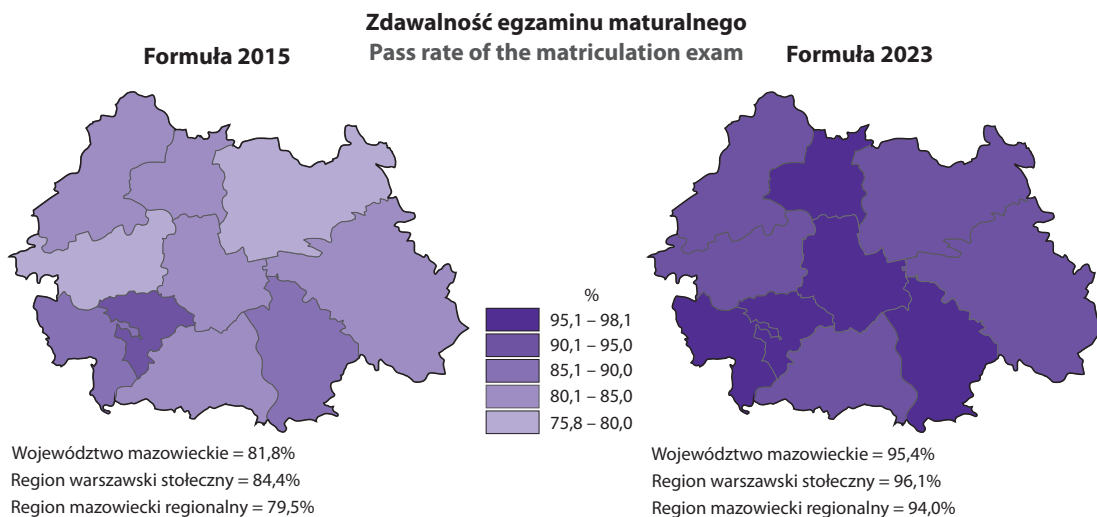 Zdawalność egzaminu maturalnego
Pass rate of the matriculation exam
Formuła 2015
Formuła 2023
%
95,1 – 98,1
90,1 – 95,0
85,1 – 90,0
80,1 – 85,0
75,8 – 80,0
Województwo mazowieckie = 81,8%
Region warszawski stołeczny = 84,4%
Region mazowiecki regionalny = 79,5%
Województwo mazowieckie = 95,4%
Region warszawski stołeczny = 96,1%
Region mazowiecki regionalny = 94,0%